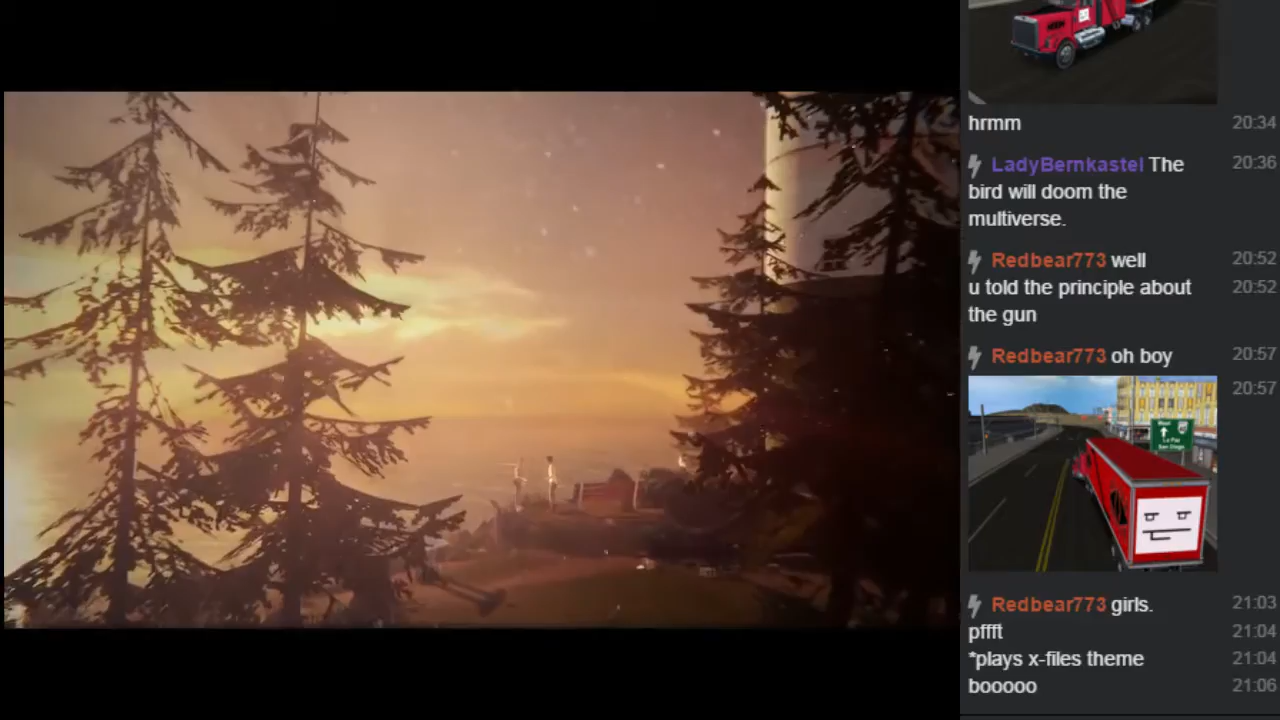 hrmm 20:34
LadyBernkastel The 20:36
bird will doom the
multiverse.
Redbear773 well 20:52
u told the principle about 20:52
the gun
Redbear773 oh boy 20:57
20:57
Redbear773 girls. 21:03
pffft 21:04
*plays x-files theme 21:04
booooo 21:06